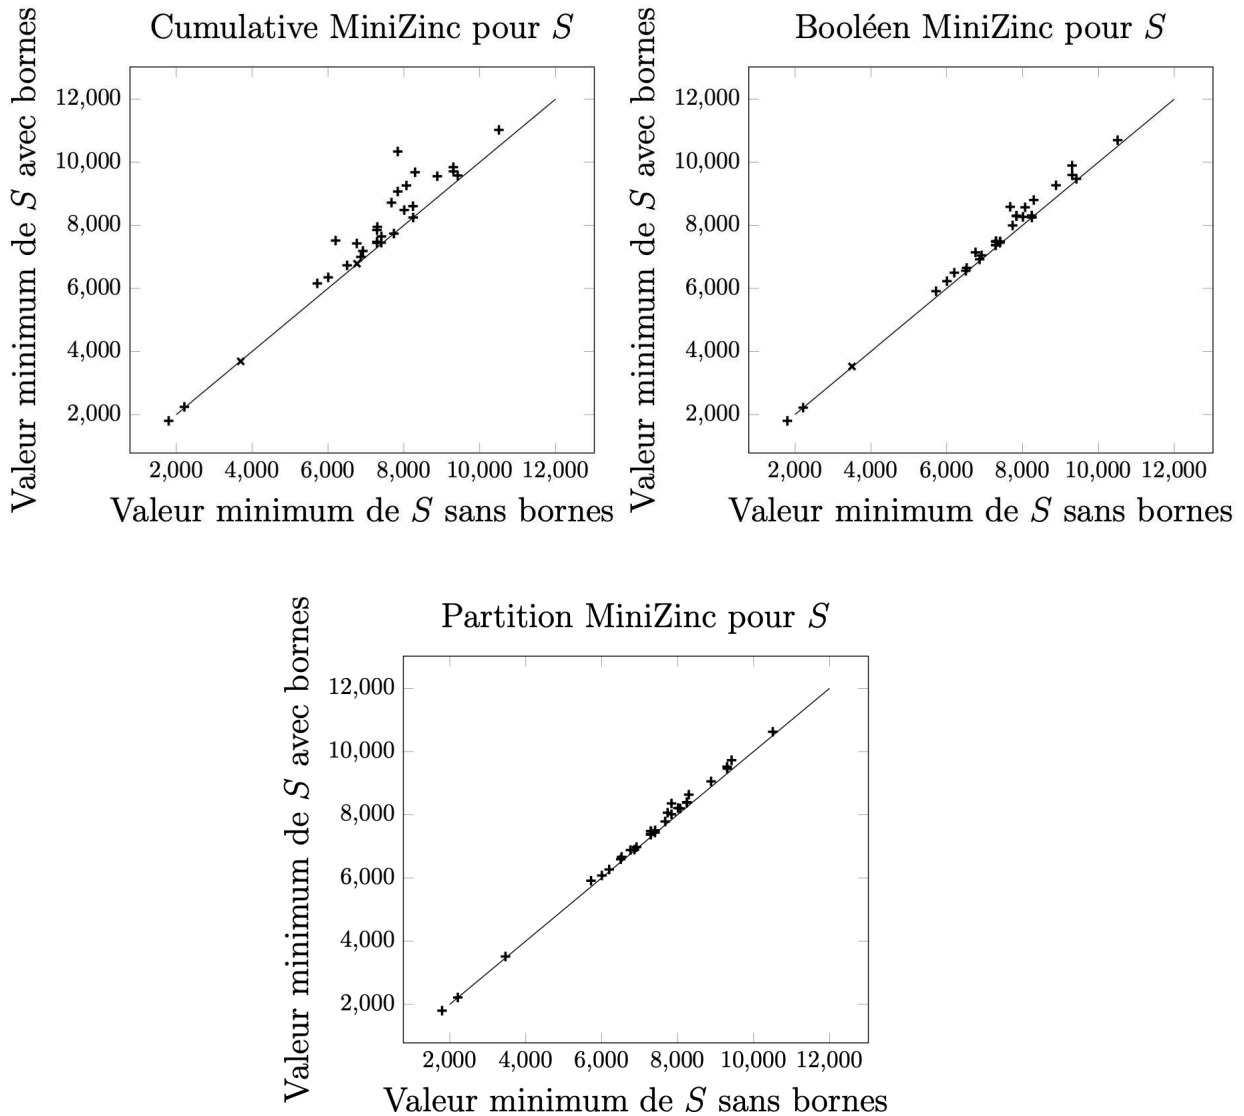 Cumulative MiniZinc pour S
Valeur minimum de S avec bornes
12,000
10,000
8,000
6,000
4,000
2,000
2,000 4,000 6,000 8,000 10,000 12,000
Valeur minimum de S sans bornes
Booléen MiniZinc pour S
Valeur minimum de S avec bornes
12,000
10,000
8,000
6,000
4,000
2,000
2,000 4,000 6,000 8,000 10,000 12,000
Valeur minimum de S sans bornes
Partition MiniZinc pour S
Valeur minimum de S avec bornes
12,000
10,000
8,000
6,000
4,000
2,000
2,000 4,000 6,000 8,000 10,000 12,000
Valeur minimum de S sans bornes